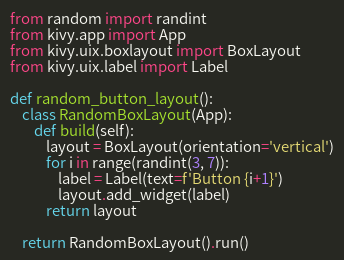 from random import randint
from kivy.app import App
from kivy.uix.boxlayout import BoxLayout
from kivy.uix.label import Label

def random_button_layout():
    class RandomBoxLayout(App):
        def build(self):
            layout = BoxLayout(orientation='vertical')
            for i in range(randint(3, 7)):
                label = Label(text=f'Button {i+1}')
                layout.add_widget(label)
            return layout

    return RandomBoxLayout().run()